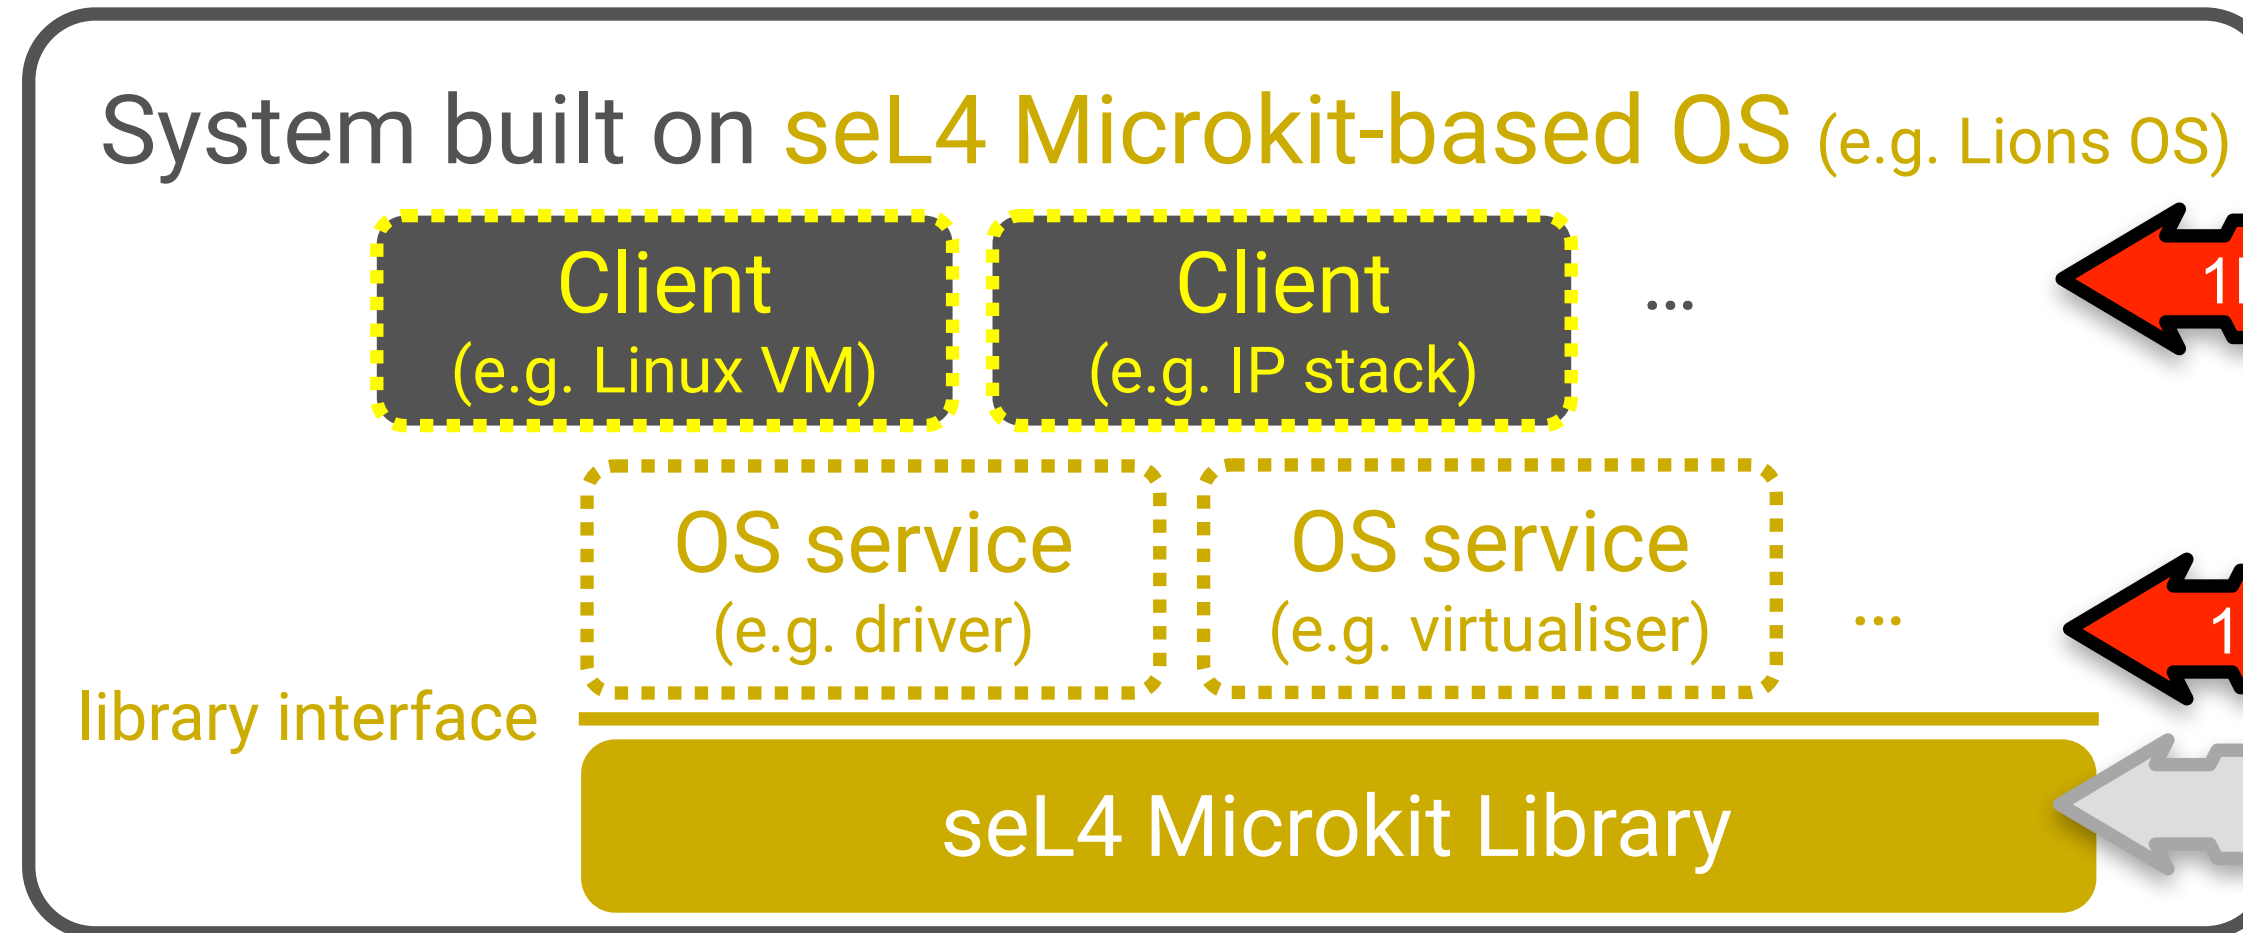 System built on seL4 Microkit-based OS (e.g. Lions OS)
Client Client
(e.g. Linux VM) (e.g. IP stack) ...
OS service OS service
(e.g. driver) (e.g. virtualiser) ...
1
library interface
seL4 Microkit Library